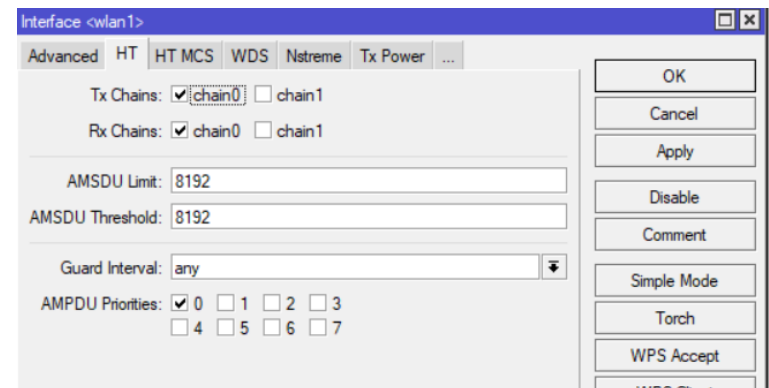 Interface <wlan1>
Advanced HT HT MCS WDS Nstreme Tx Power ...
Tx Chains: chain0 chain1
Rx Chains: chain0 chain1
AMSDU Limit: 8192
AMSDU Threshold: 8192
Guard Interval: any
AMPDU Priorities: 0 1 2 3
4 5 6 7
OK
Cancel
Apply
Disable
Comment
Simple Mode
Torch
WPS Accept